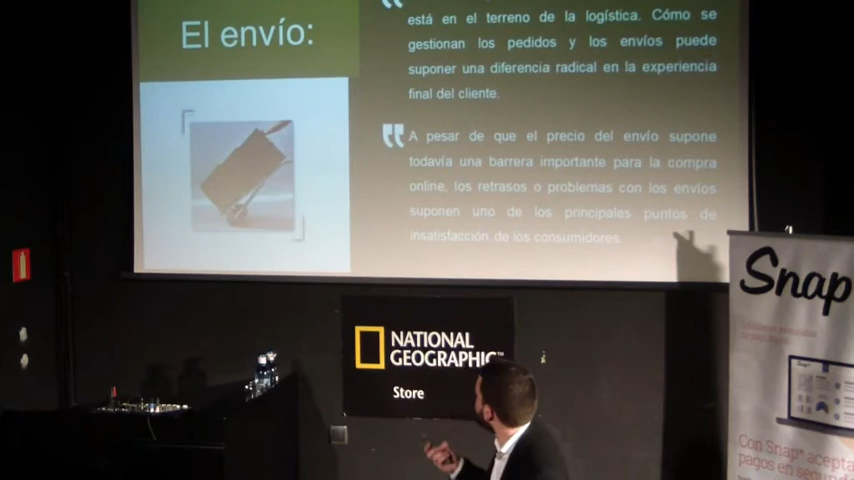 El envío:
está en el terreno de la logística. Cómo se
gestionan los pedidos y los envíos puede
suponer una diferencia radical en la experiencia
final del cliente.
A pesar de que el precio del envío supone
todavía una barrera importante para la compra
online, los retrasos o problemas con los envíos
suponen uno de los principales puntos de
insatisfacción de los consumidores.
NATIONAL
GEOGRAPHIC™
Store
Snap
Con Snap* acepta
pagos en segund